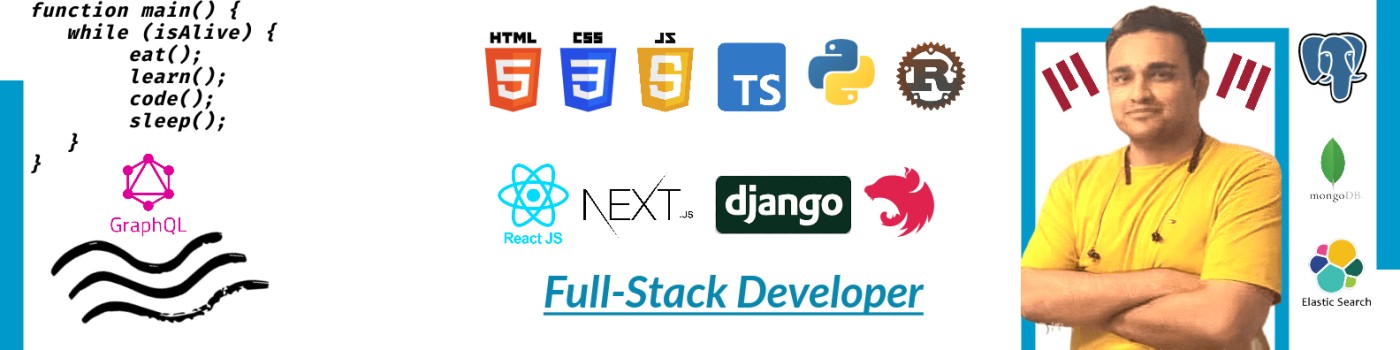 function main() {
while (isAlive) {
eat();
learn();
code();
sleep();
}
}
GraphQL
HTML
5
CSS
3
JS
5
TS
R
React JS
NEXT.JS
django
Full-Stack Developer
mongoDB.
Elastic Search